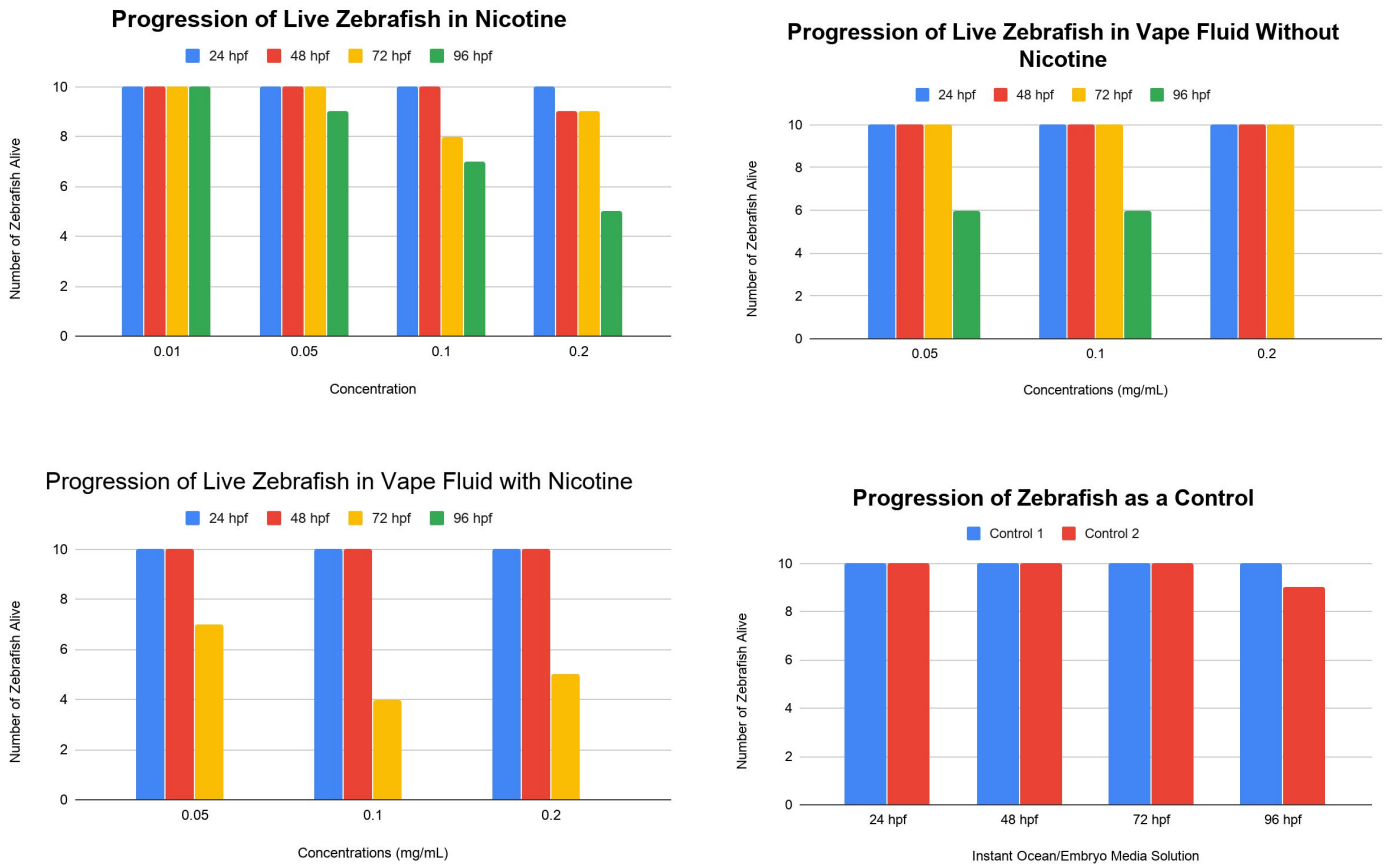 Progression of Live Zebrafish in Nicotine
24 hpf 48 hpf 72 hpf 96 hpf
Number of Zebrafish Alive
10
8
6
4
2
0
0.01 0.05 0.1 0.2
Concentration
Progression of Live Zebrafish in Vape Fluid Without
Nicotine
24 hpf 48 hpf 72 hpf 96 hpf
Number of Zebrafish Alive
10
8
6
4
2
0
0.05 0.1 0.2
Concentrations (mg/mL)
Progression of Live Zebrafish in Vape Fluid with Nicotine
24 hpf 48 hpf 72 hpf 96 hpf
Number of Zebrafish Alive
10
8
6
4
2
0
0.05 0.1 0.2
Concentrations (mg/mL)
Progression of Zebrafish as a Control
Control 1 Control 2
Number of Zebrafish Alive
10
8
6
4
2
0
24 hpf 48 hpf 72 hpf 96 hpf
Instant Ocean/Embryo Media Solution